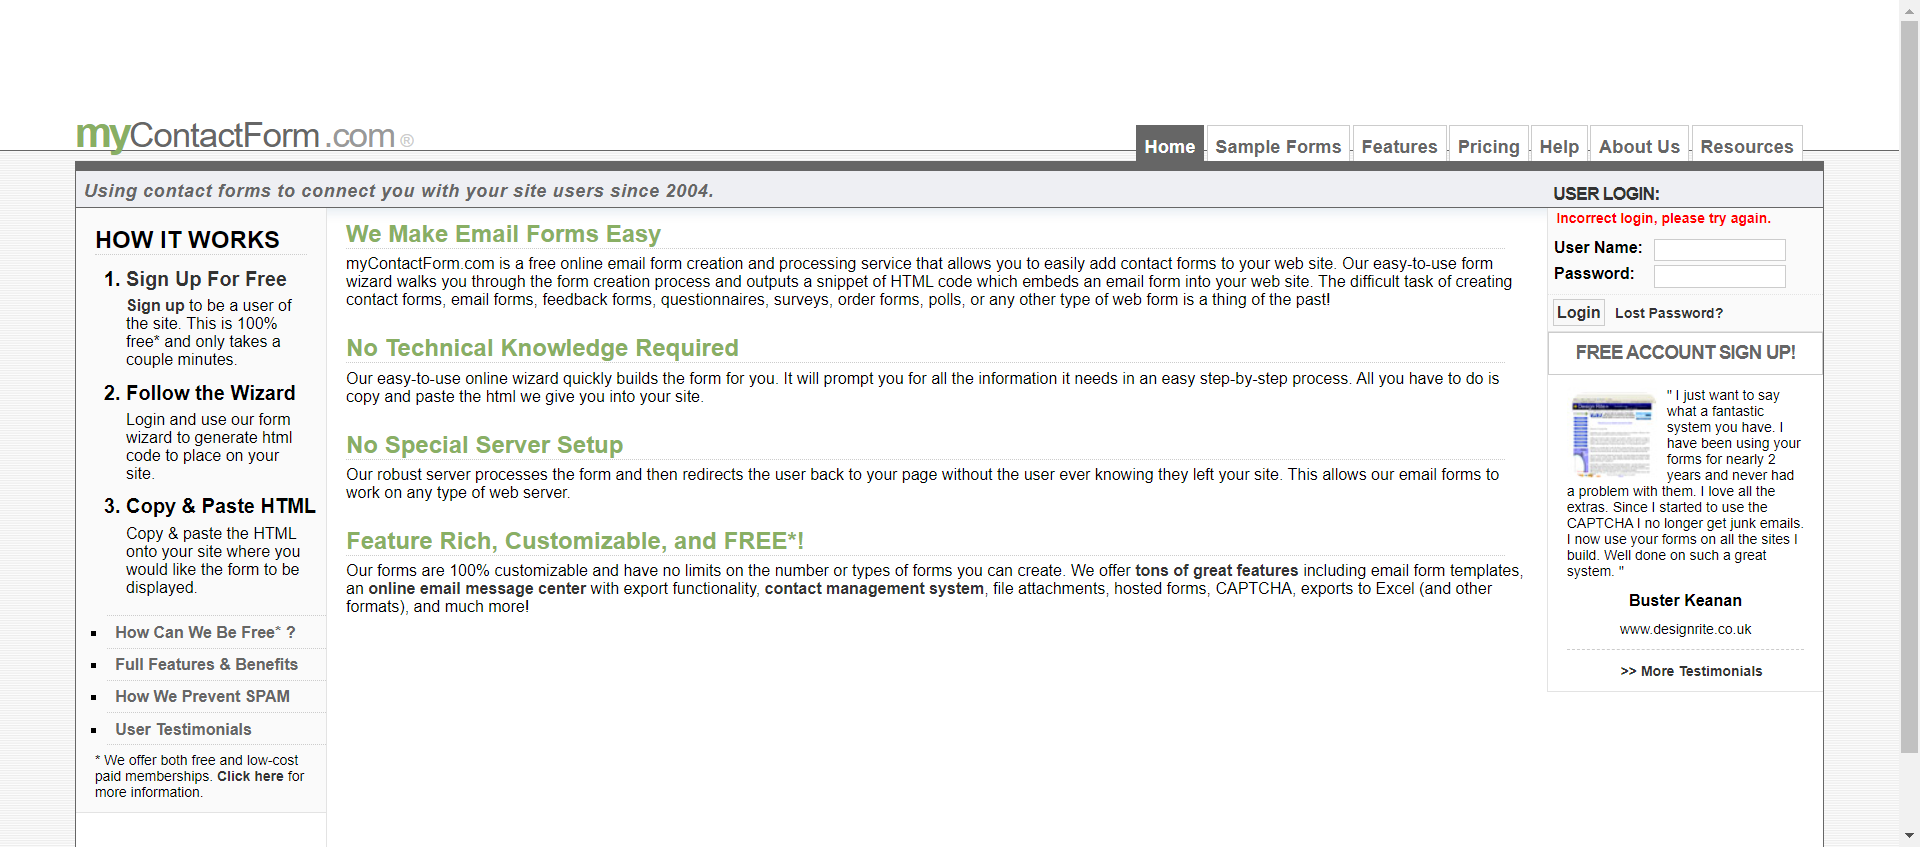 myContactForm.com®
Home
Sample Forms
Features
Pricing
Help
About Us
Resources
Using contact forms to connect you with your site users since 2004.
HOW IT WORKS
1. Sign Up For Free
Sign up to be a user of
the site. This is 100%
free* and only takes a
couple minutes.
2. Follow the Wizard
Login and use our form
wizard to generate html
code to place on your
site.
3. Copy & Paste HTML
Copy & paste the HTML
onto your site where you
would like the form to be
displayed.
How Can We Be Free* ?
Full Features & Benefits
How We Prevent SPAM
User Testimonials
* We offer both free and low-cost
paid memberships. Click here for
more information.
We Make Email Forms Easy
myContactForm.com is a free online email form creation and processing service that allows you to easily add contact forms to your web site. Our easy-to-use form
wizard walks you through the form creation process and outputs a snippet of HTML code which embeds an email form into your web site. The difficult task of creating
contact forms, email forms, feedback forms, questionnaires, surveys, order forms, polls, or any other type of web form is a thing of the past!
No Technical Knowledge Required
Our easy-to-use online wizard quickly builds the form for you. It will prompt you for all the information it needs in an easy step-by-step process. All you have to do is
copy and paste the html we give you into your site.
No Special Server Setup
Our robust server processes the form and then redirects the user back to your page without the user ever knowing they left your site. This allows our email forms to
work on any type of web server.
Feature Rich, Customizable, and FREE*!
Our forms are 100% customizable and have no limits on the number or types of forms you can create. We offer tons of great features including email form templates,
an online email message center with export functionality, contact management system, file attachments, hosted forms, CAPTCHA, exports to Excel (and other
formats), and much more!
USER LOGIN:
Incorrect login, please try again.
User Name:
Password:
Login
Lost Password?
FREE ACCOUNT SIGN UP!
" I just want to say
what a fantastic
system you have. I
have been using your
forms for nearly 2
years and never had
a problem with them. I love all the
extras. Since I started to use the
CAPTCHA I no longer get junk emails.
I now use your forms on all the sites I
build. Well done on such a great
system. "
Buster Keanan
www.designrite.co.uk
>> More Testimonials